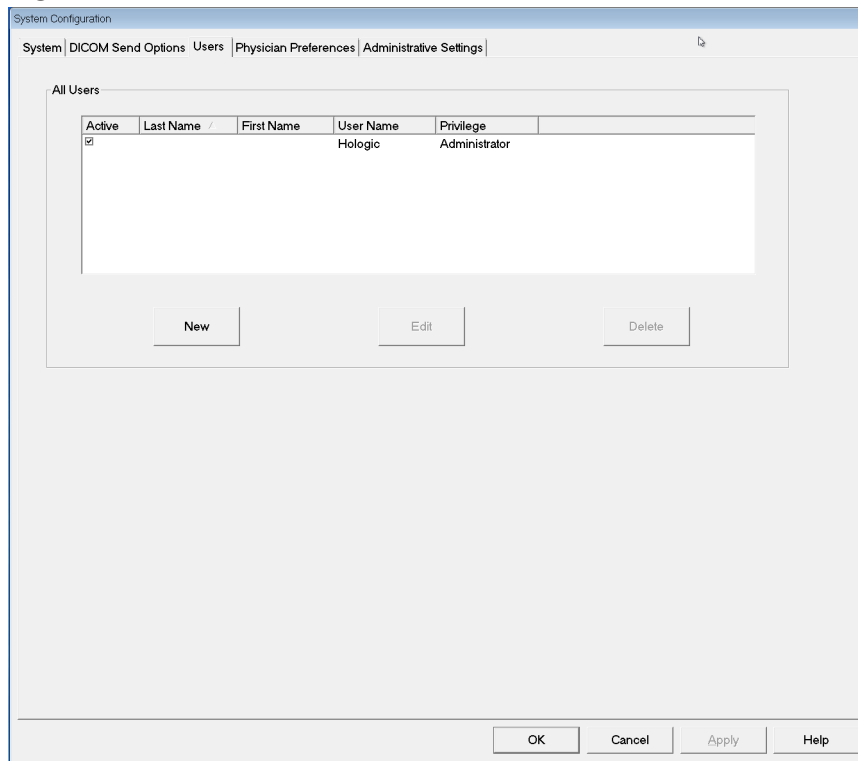 System Configuration
System DICOM Send Options Users Physician Preferences Administrative Settings
All Users
Active Last Name First Name User Name Privilege
Hologic Administrator
New Edit Delete
OK Cancel Apply Help